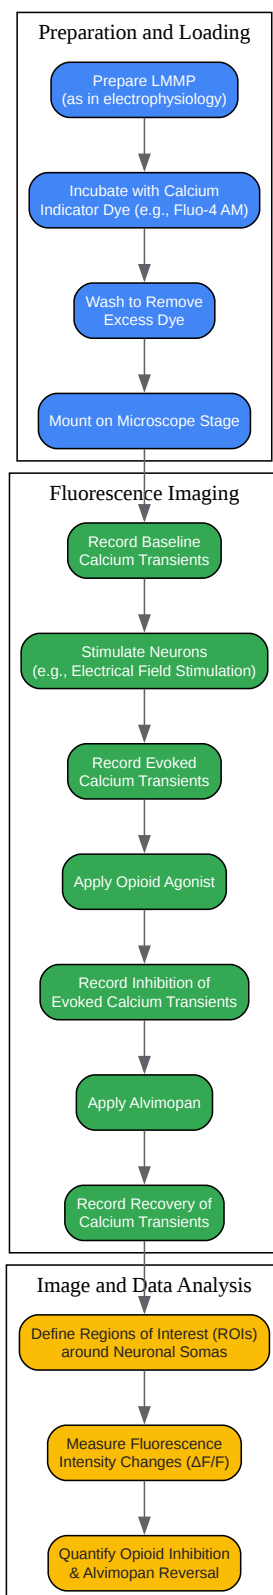 Preparation and Loading
Prepare LMMP
(as in electrophysiology)
Incubate with Calcium
Indicator Dye (e.g., Fluo-4 AM)
Wash to Remove
Excess Dye
Mount on Microscope Stage
Fluorescence Imaging
Record Baseline
Calcium Transients
Stimulate Neurons
(e.g., Electrical Field Stimulation)
Record Evoked
Calcium Transients
Apply Opioid Agonist
Record Inhibition of
Evoked Calcium Transients
Apply Alvimopan
Record Recovery of
Calcium Transients
Image and Data Analysis
Define Regions of Interest (ROIs)
around Neuronal Somas
Measure Fluorescence
Intensity Changes (ΔF/F)
Quantify Opioid Inhibition
& Alvimopan Reversal